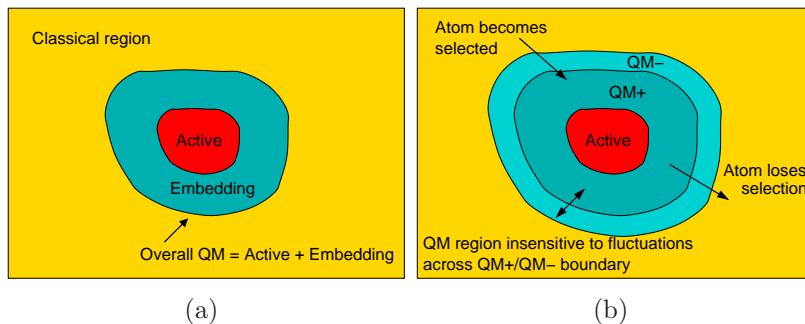 Classical region
Active
Embedding
Overall QM = Active + Embedding
(a)
Atom becomes
selected
QM−
QM+
Active
Atom loses
selection
QM region insensitive to fluctuations
across QM+/QM− boundary
(b)